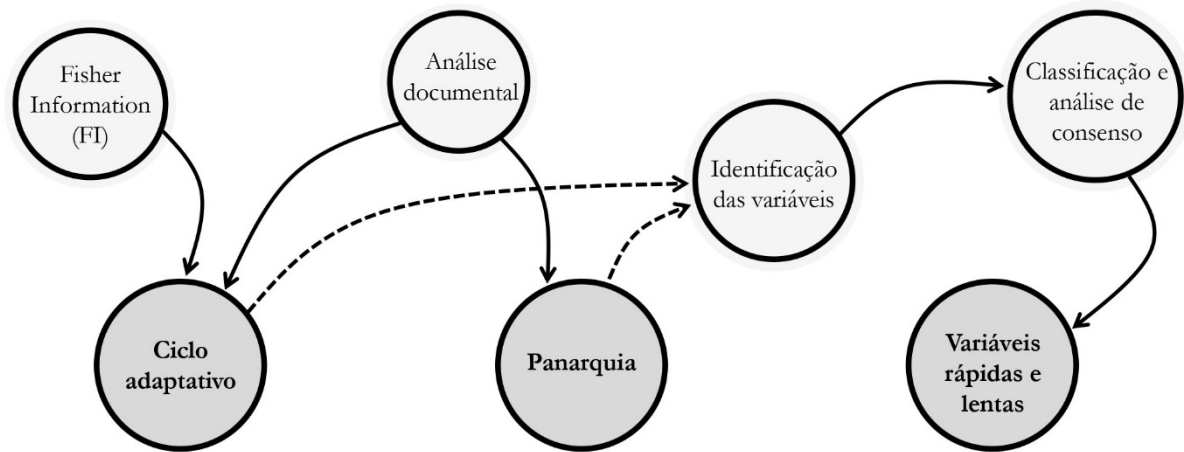 Fisher
Information
(FI)
Análise
documental
Identificação
das variáveis
Classificação e
análise de
consenso
Ciclo
adaptativo
Panarquia
Variáveis
rápidas e
lentas